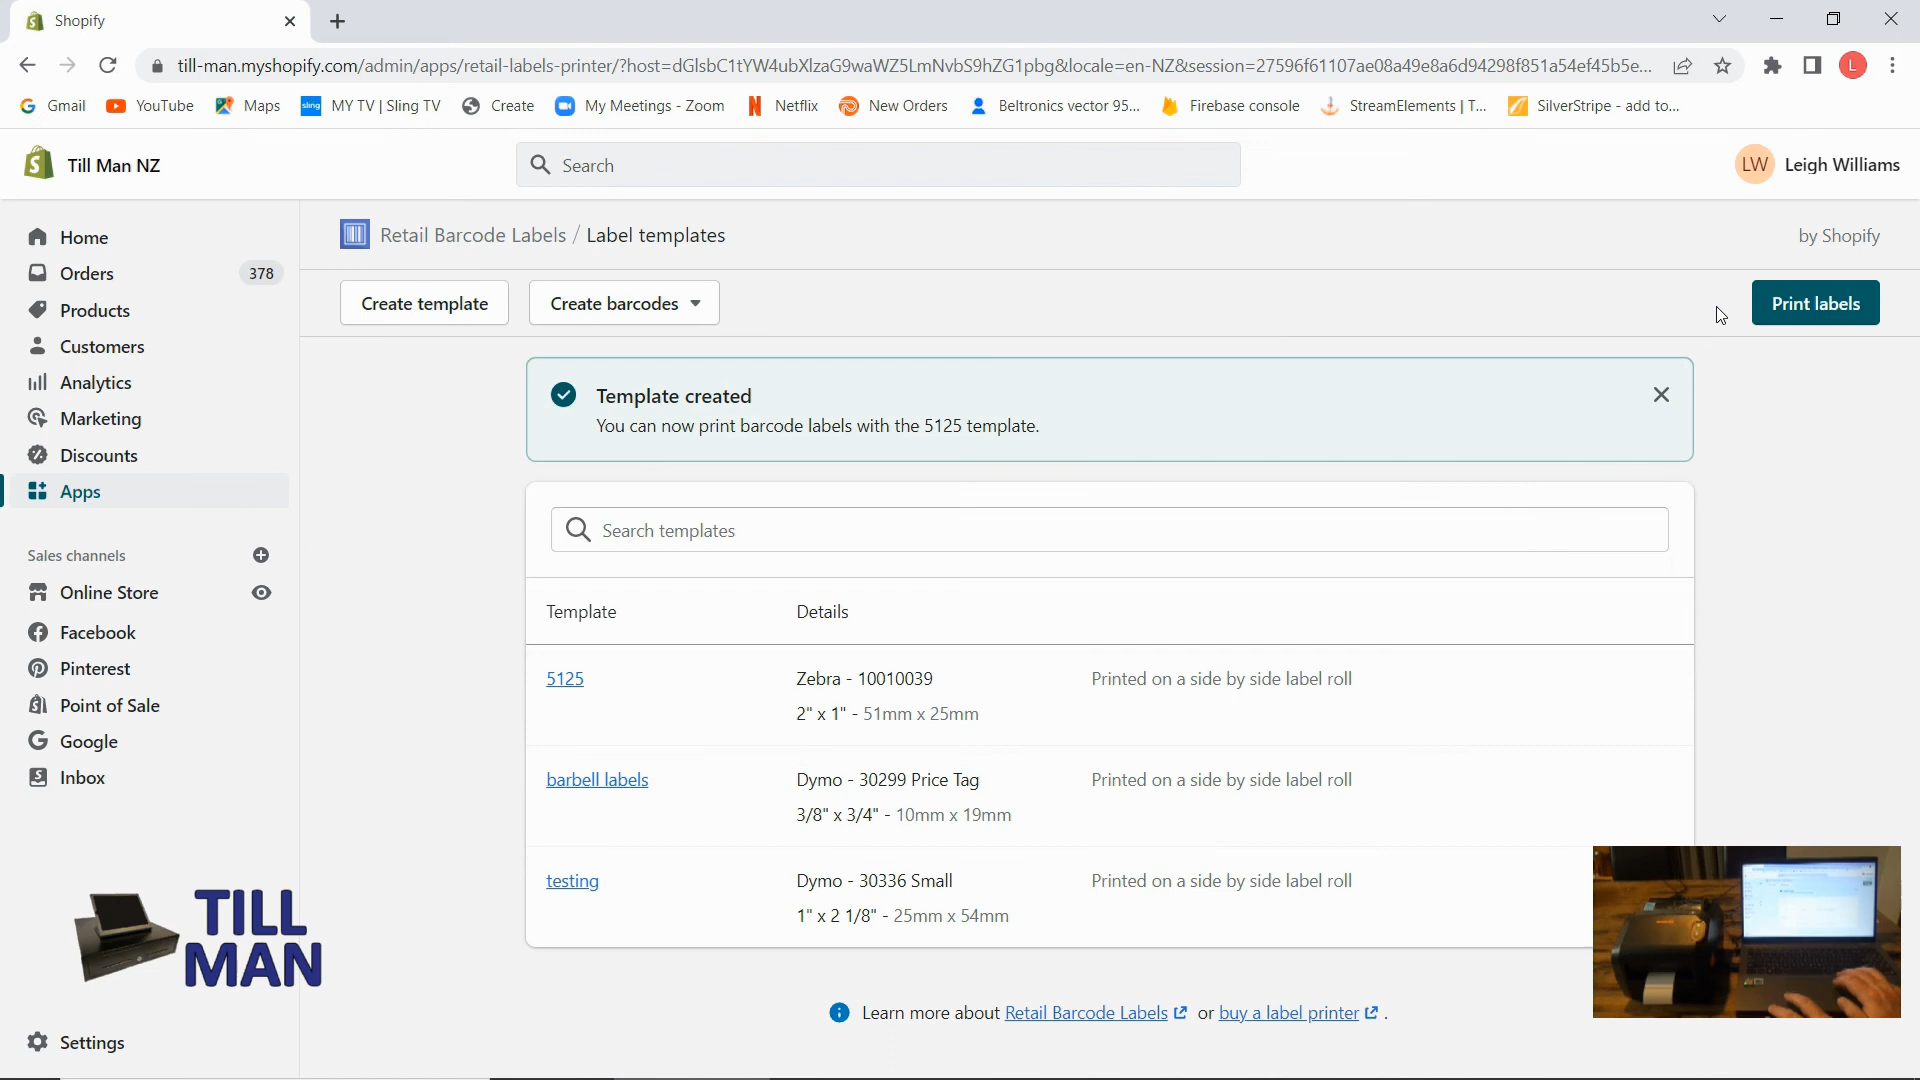 Shopify
till-man.myshopify.com/admin/apps/retail-labels-printer/?host=dGlsbC1tYW4ubXlzaG9waWZ5LmNvbS9hZG1pbg&locale=en-NZ&session=27596f61107ae08a49e8a6d94298f851a54ef45b5e...
L
Gmail YouTube Maps MY TV | Sling TV Create My Meetings - Zoom Netflix New Orders Beltronics vector 95... Firebase console StreamElements | T... SilverStripe - add to...
Till Man NZ
Search
LW Leigh Williams
Home
Orders 378
Products
Customers
Analytics
Marketing
Discounts
Apps
Sales channels
Online Store
Facebook
Pinterest
Point of Sale
Google
Inbox
TILL
MAN
Settings
Retail Barcode Labels / Label templates
by Shopify
Create template Create barcodes Print labels
Template created
You can now print barcode labels with the 5125 template.
Search templates
Template Details
5125 Zebra - 10010039 Printed on a side by side label roll
2" x 1" - 51mm x 25mm
barbell labels Dymo - 30299 Price Tag Printed on a side by side label roll
3/8" x 3/4" - 10mm x 19mm
testing Dymo - 30336 Small Printed on a side by side label roll
1" x 2 1/8" - 25mm x 54mm
Learn more about Retail Barcode Labels or buy a label printer .